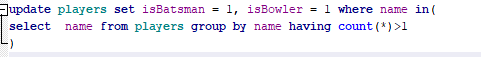 update players set isBatsman = 1, isBowler = 1 where name in(
select  name from players group by name having count(*)>1
)